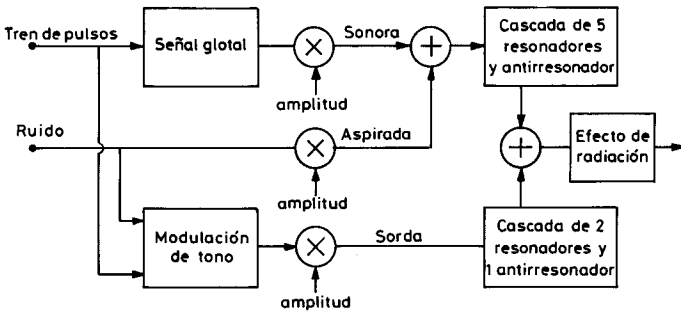 Tren de pulsos
Señal glotal
Sonora
amplitud
Cascada de 5
resonadores
y antirresonador
Ruido
Aspirada
amplitud
Efecto de
radiación
Modulación
de tono
Sorda
amplitud
Cascada de 2
resonadores y
1 antirresonador